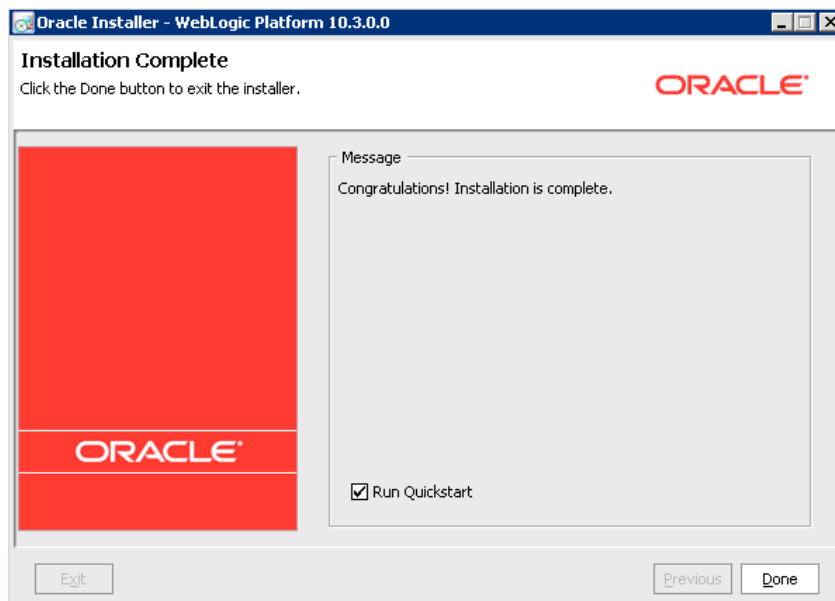 Oracle Installer - WebLogic Platform 10.3.0.0
Installation Complete
Click the Done button to exit the installer.
ORACLE®
Message
Congratulations! Installation is complete.
ORACLE®
Run Quickstart
Exit
Previous
Done